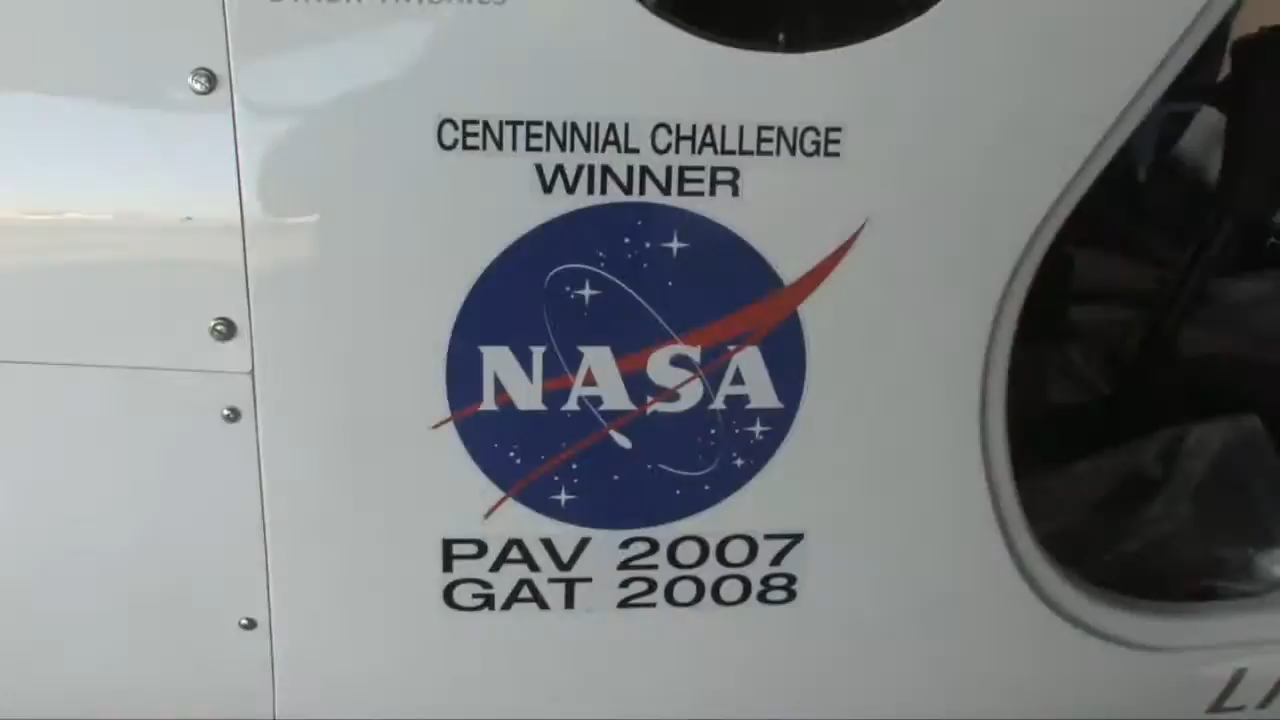 CENTENNIAL CHALLENGE
WINNER
NASA
PAV 2007
GAT 2008